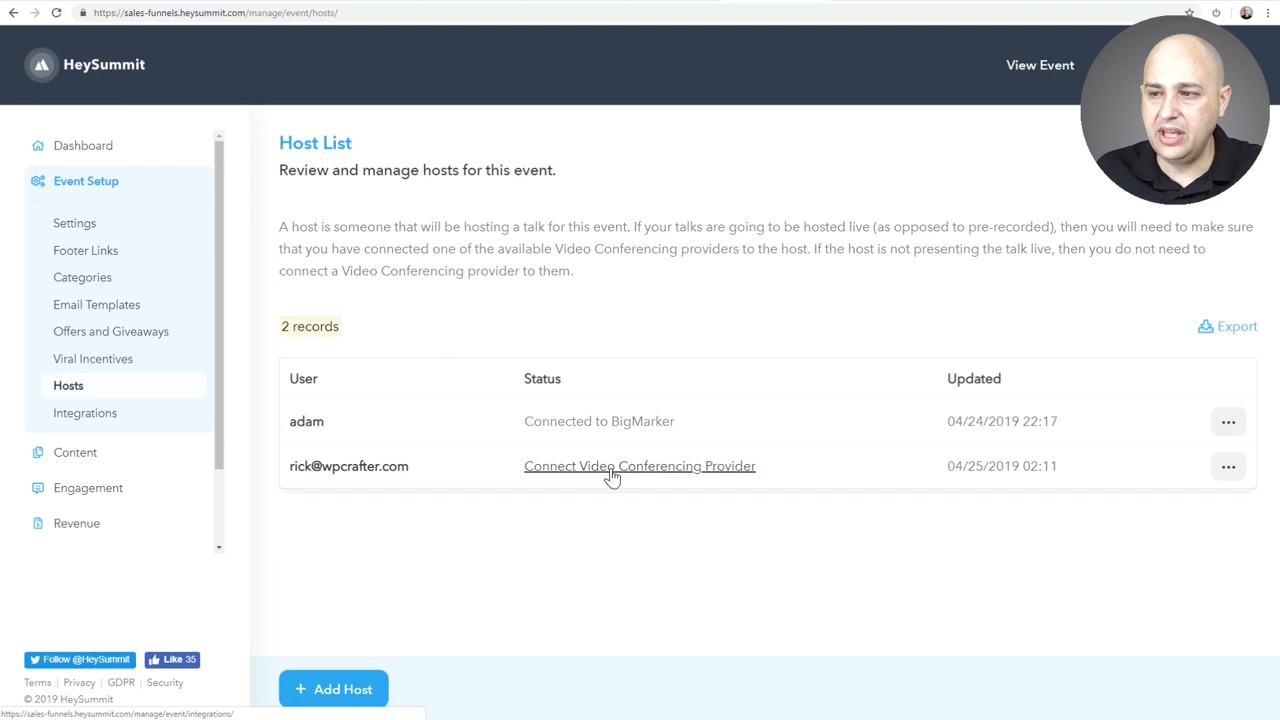 https://sales-funnels.heysummit.com/manage/event/hosts/
HeySummit
View Event
Dashboard
Event Setup
Settings
Footer Links
Categories
Email Templates
Offers and Giveaways
Viral Incentives
Hosts
Integrations
Content
Engagement
Revenue
Follow @HeySummit
Like 35
Terms Privacy GDPR Security
© 2019 HeySummit
Host List
Review and manage hosts for this event.
A host is someone that will be hosting a talk for this event. If your talks are going to be hosted live (as opposed to pre-recorded), then you will need to make sure
that you have connected one of the available Video Conferencing providers to the host. If the host is not presenting the talk live, then you do not need to
connect a Video Conferencing provider to them.
2 records
Export
User Status Updated
adam Connected to BigMarker 04/24/2019 22:17
rick@wpcrafter.com Connect Video Conferencing Provider 04/25/2019 02:11
+ Add Host
https://sales-funnels.heysummit.com/manage/event/integrations/